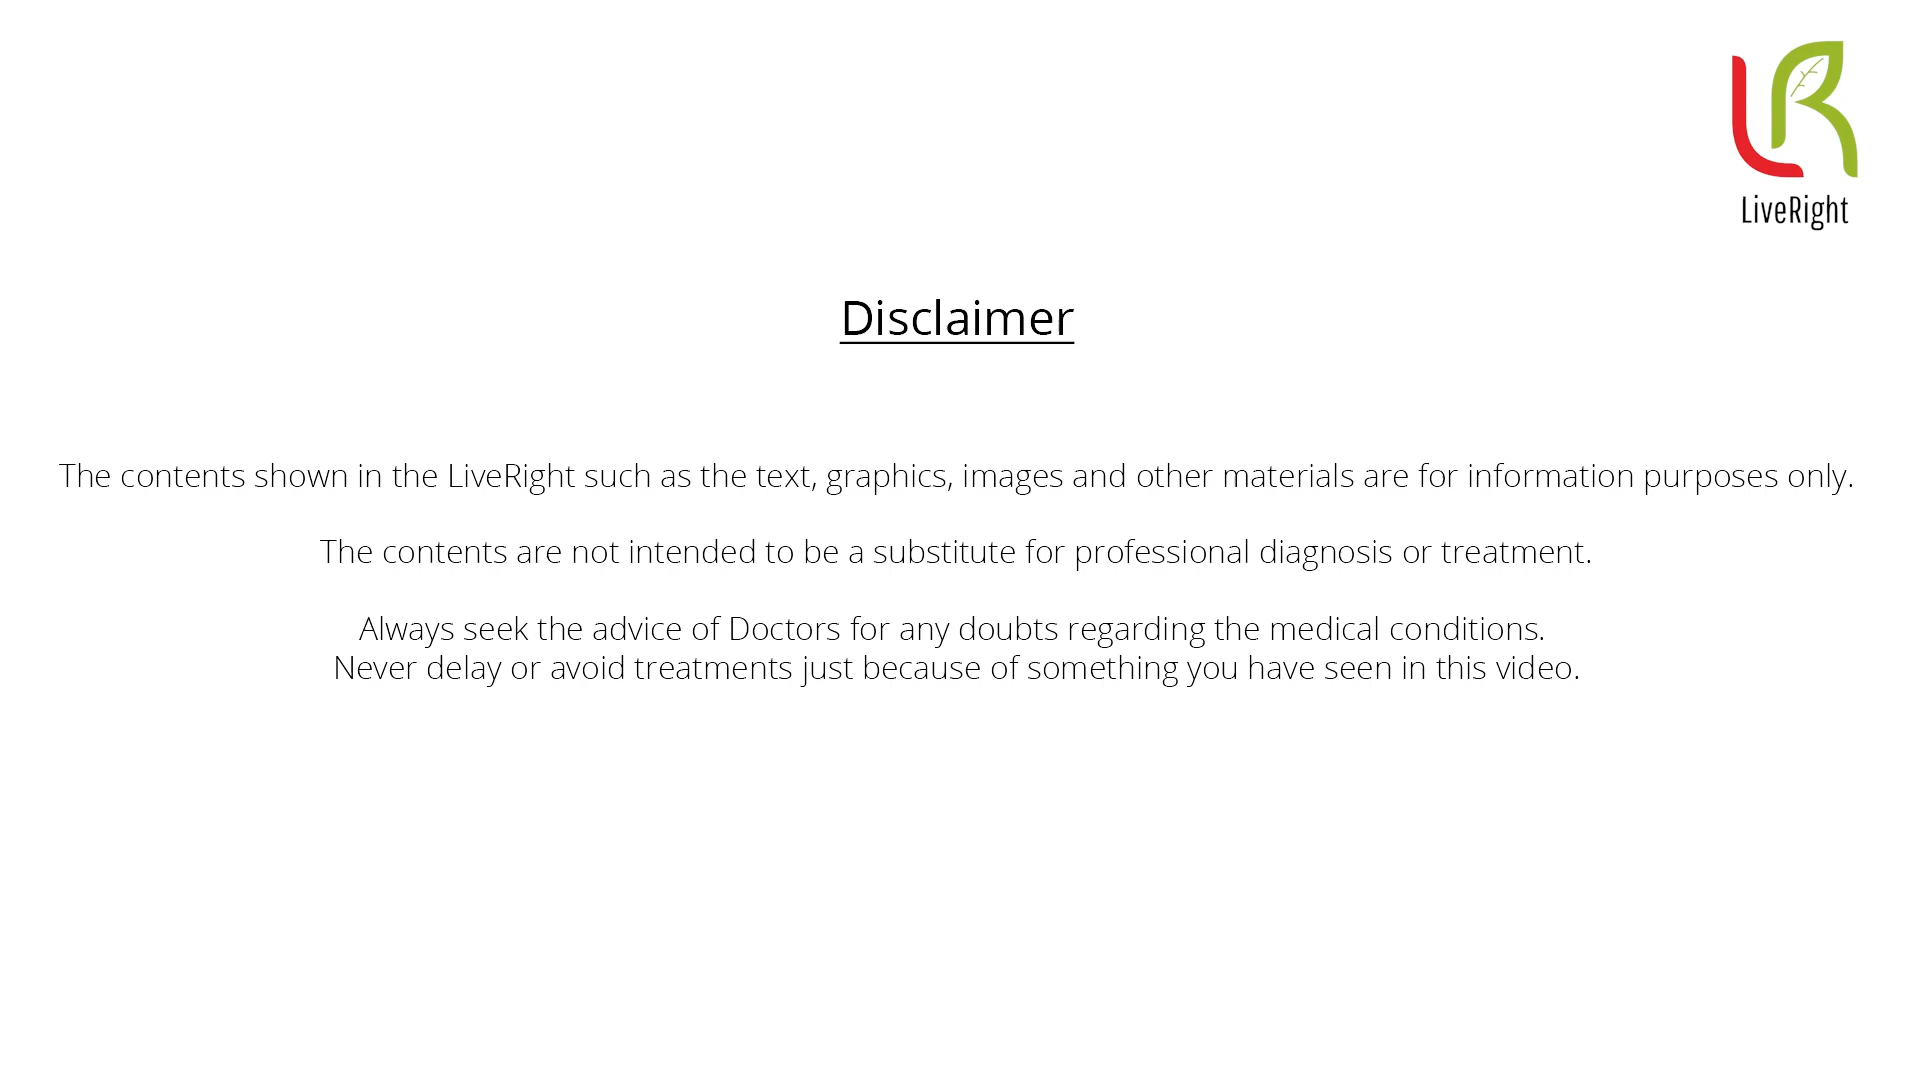 LR
LiveRight
Disclaimer
The contents shown in the LiveRight such as the text, graphics, images and other materials are for information purposes only.
The contents are not intended to be a substitute for professional diagnosis or treatment.
Always seek the advice of Doctors for any doubts regarding the medical conditions.
Never delay or avoid treatments just because of something you have seen in this video.